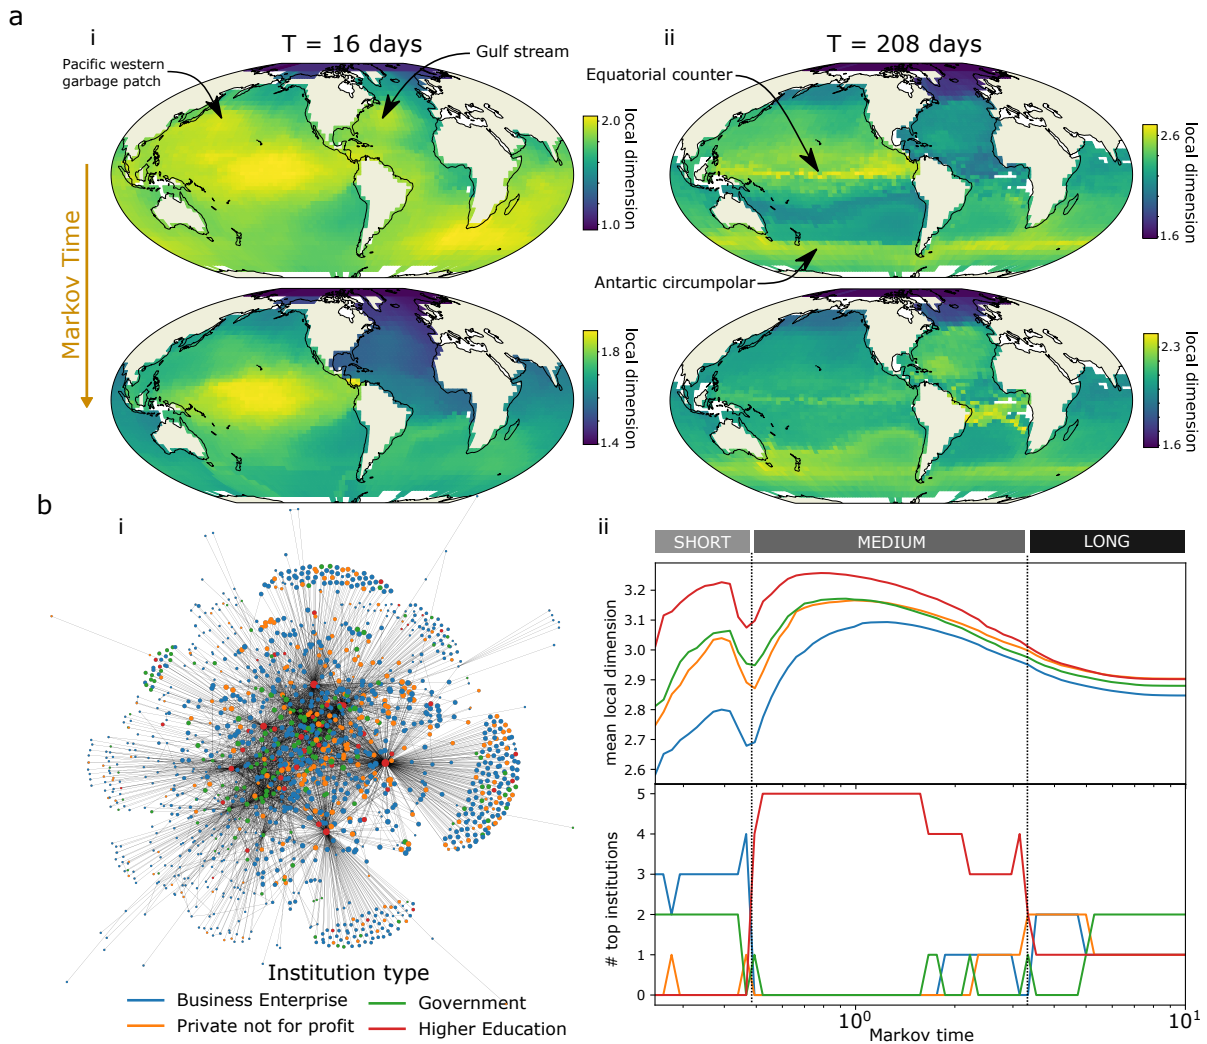 a
i
T = 16 days
Pacific western
garbage patch
Gulf stream
ii
T = 208 days
Equatorial counter
Antartic circumpolar
Markov Time
2.0
1.0
local dimension
2.6
1.6
local dimension
1.8
1.4
local dimension
2.3
1.6
local dimension
b
i
Institution type
Business Enterprise
Private not for profit
Government
Higher Education
ii
SHORT
MEDIUM
LONG
mean local dimension
3.2
3.1
3.0
2.9
2.8
2.7
2.6
# top institutions
5
4
3
2
1
0
10⁰
10¹
Markov time